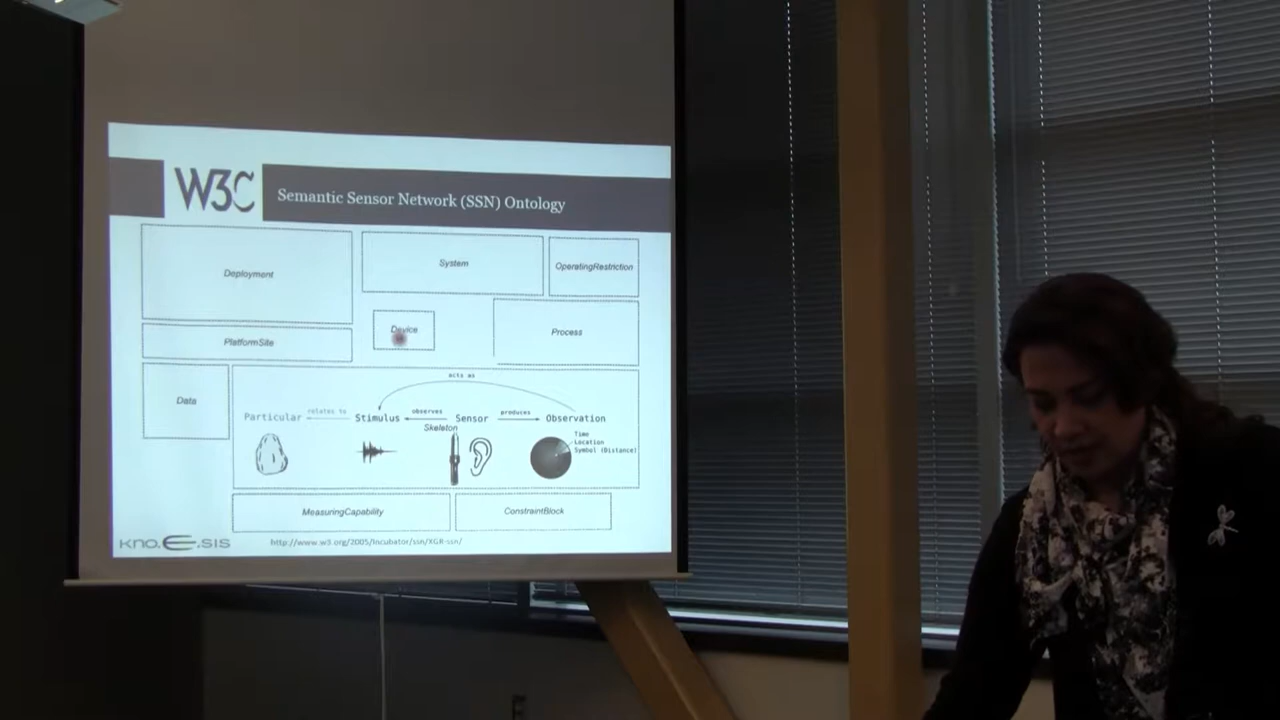 W3C
Semantic Sensor Network (SSN) Ontology
Deployment
System
OperatingRestriction
Device
Process
PlatformSite
Data
acts as
Particular relates to Stimulus observes Sensor produces Observation
Skeleton
Time
Location
Symbol (Distance)
MeasuringCapability
ConstraintBlock
kno.e.sis
http://www.w3.org/2005/Incubator/ssn/XGR-ssn/